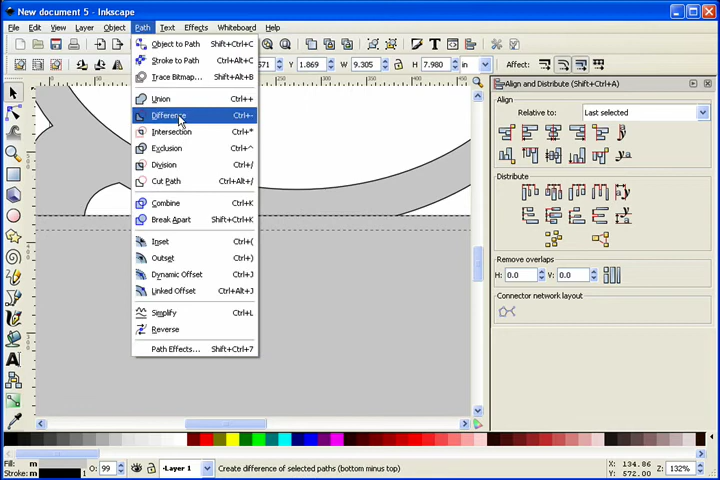 New document 5 - Inkscape
File Edit View Layer Object Path Text Effects Whiteboard Help
Object to Path Shift+Ctrl+C
Stroke to Path Ctrl+Alt+C
Trace Bitmap... Shift+Alt+B
Union Ctrl++
Difference Ctrl+-
Intersection Ctrl+*
Exclusion Ctrl+^
Division Ctrl+/
Cut Path Ctrl+Alt+/
Combine Ctrl+K
Break Apart Shift+Ctrl+K
Inset Ctrl+(
Outset Ctrl+)
Dynamic Offset Ctrl+J
Linked Offset Ctrl+Alt+J
Simplify Ctrl+L
Reverse
Path Effects... Shift+Ctrl+7
571 Y 1.869 W 9.305 H 7.980 in Affect:
Align and Distribute (Shift+Ctrl+A)
Align
Relative to: Last selected
Distribute
Remove overlaps
H: 0.0 V: 0.0
Connector network layout
Fill: m
Stroke: m 1
O: 99
Layer 1
Create difference of selected paths (bottom minus top)
X: 134.86
Y: 572.00
Z: 132%